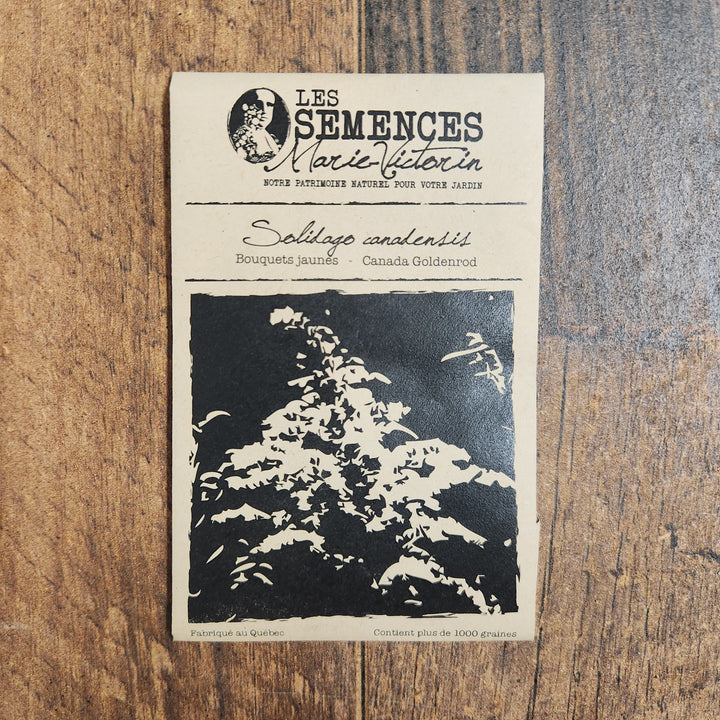 LES
SEMENCES
Marie-Victorin
NOTRE PATRIMOINE NATUREL POUR VOTRE JARDIN
Solidago canadensis
Bouquets jaunes - Canada Goldenrod
Fabriqué au Québec Contient plus de 1000 graines